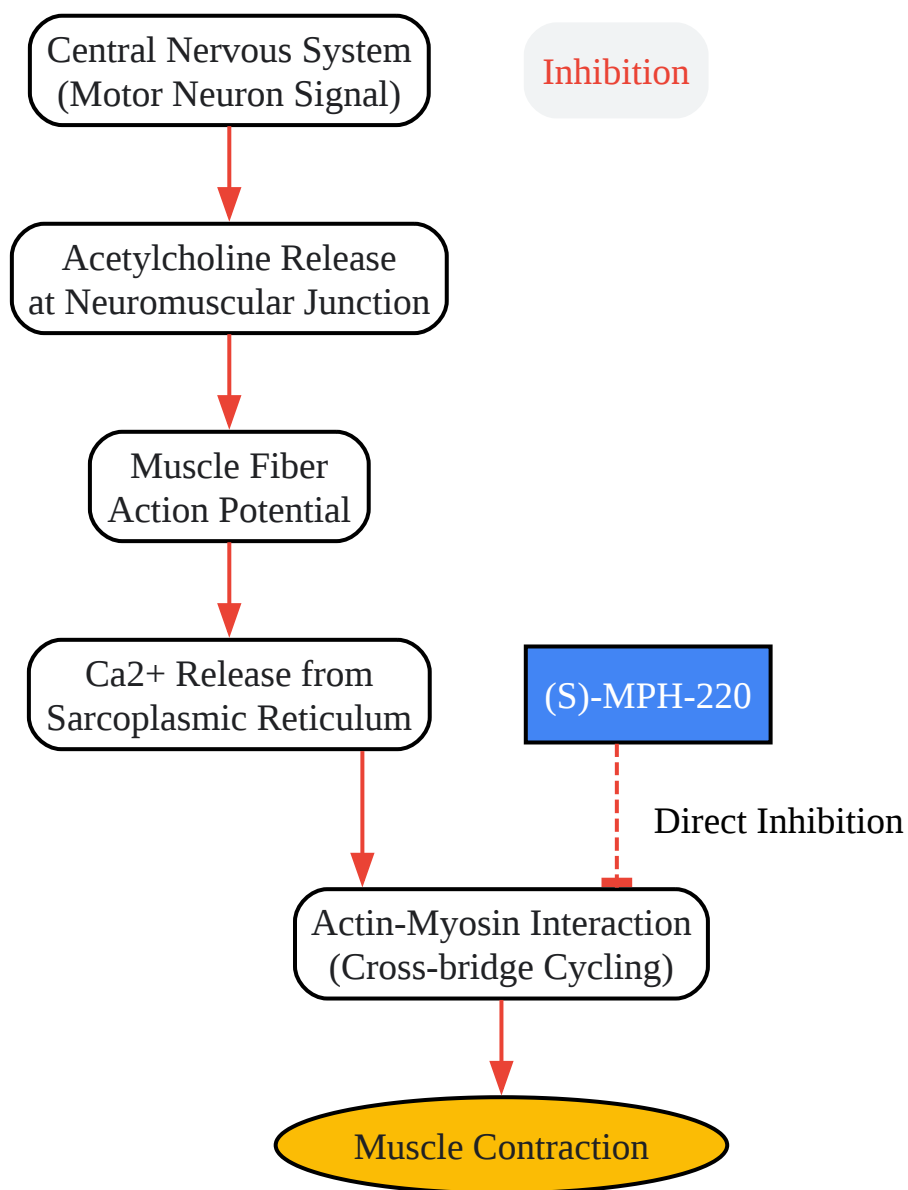 Central Nervous System
(Motor Neuron Signal)
Inhibition
Acetylcholine Release
at Neuromuscular Junction
Muscle Fiber
Action Potential
Ca2+ Release from
Sarcoplasmic Reticulum
(S)-MPH-220
Direct Inhibition
Actin-Myosin Interaction
(Cross-bridge Cycling)
Muscle Contraction